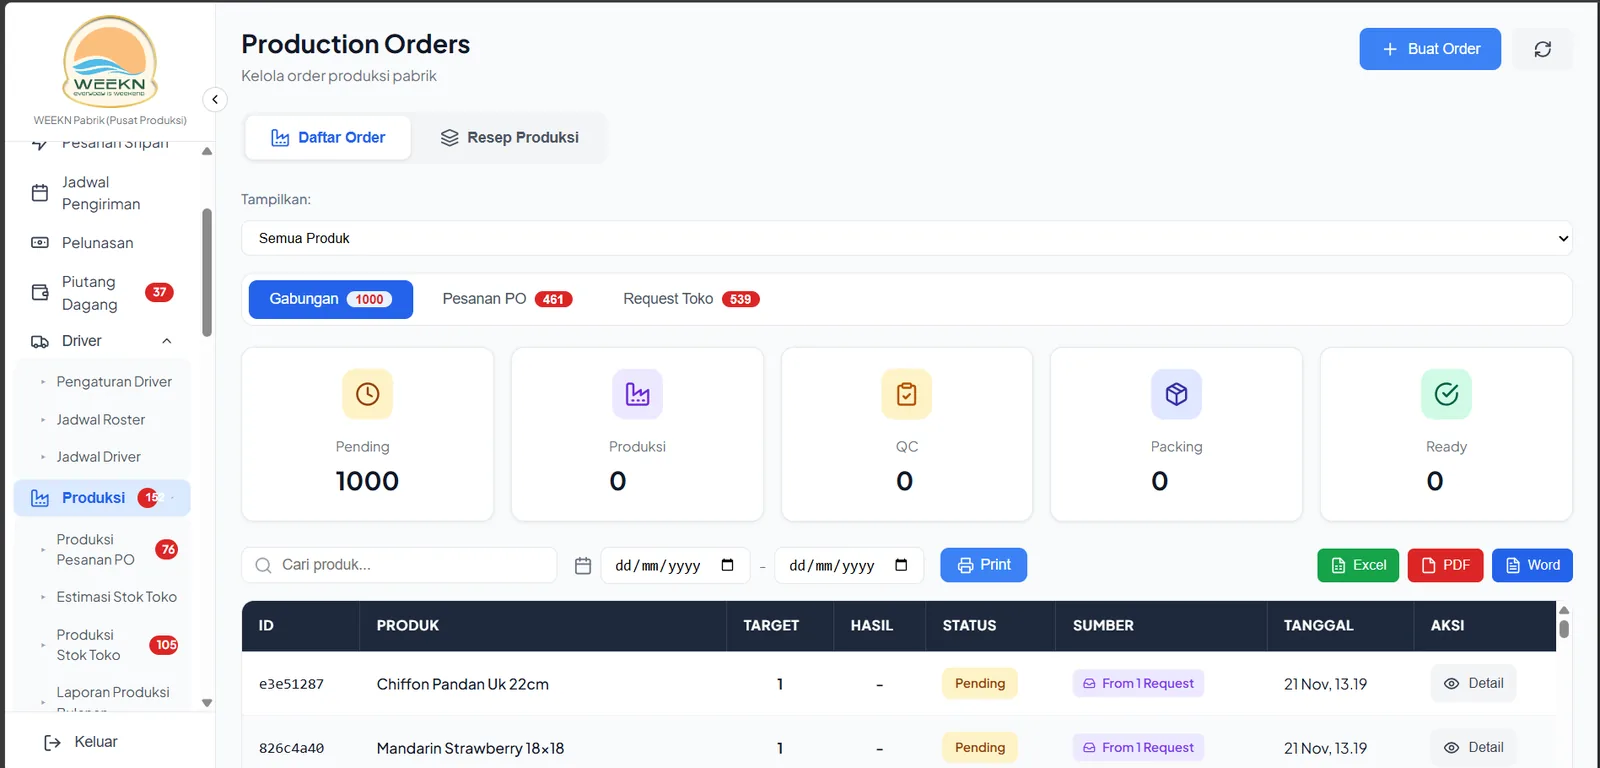 WEEKN
everyday is weekend
WEEKN Pabrik (Pusat Produksi)
Pesanan Sripah
Jadwal
Pengiriman
Pelunasan
Piutang
Dagang
37
Driver
Pengaturan Driver
Jadwal Roster
Jadwal Driver
Produksi
152
Produksi
Pesanan PO
76
Estimasi Stok Toko
Produksi
Stok Toko
105
Laporan Produksi
Keluar
Production Orders
Kelola order produksi pabrik
Buat Order
Daftar Order
Resep Produksi
Tampilkan:
Semua Produk
Gabungan 1000
Pesanan PO 461
Request Toko 539
Pending
1000
Produksi
0
QC
0
Packing
0
Ready
0
Cari produk...
dd/mm/yyyy - dd/mm/yyyy
Print
Excel
PDF
Word
ID PRODUK TARGET HASIL STATUS SUMBER TANGGAL AKSI
e3e51287 Chiffon Pandan Uk 22cm 1 - Pending From 1 Request 21 Nov, 13.19 Detail
826c4a40 Mandarin Strawberry 18x18 1 - Pending From 1 Request 21 Nov, 13.19 Detail